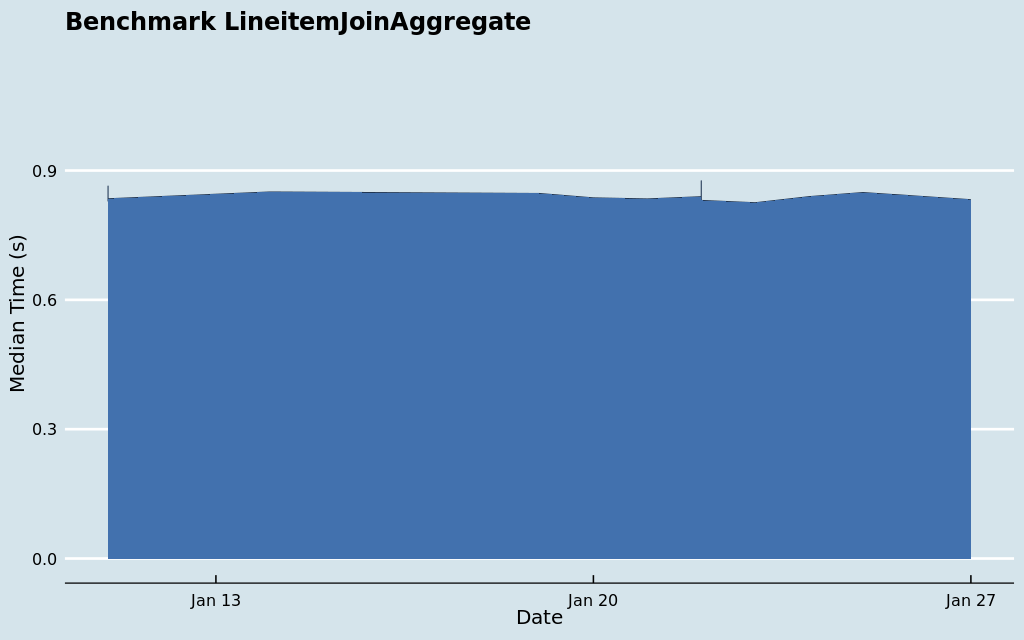 Benchmark LineitemJoinAggregate
Median Time (s)
0.9
0.6
0.3
0.0
Jan 13 Jan 20 Jan 27
Date